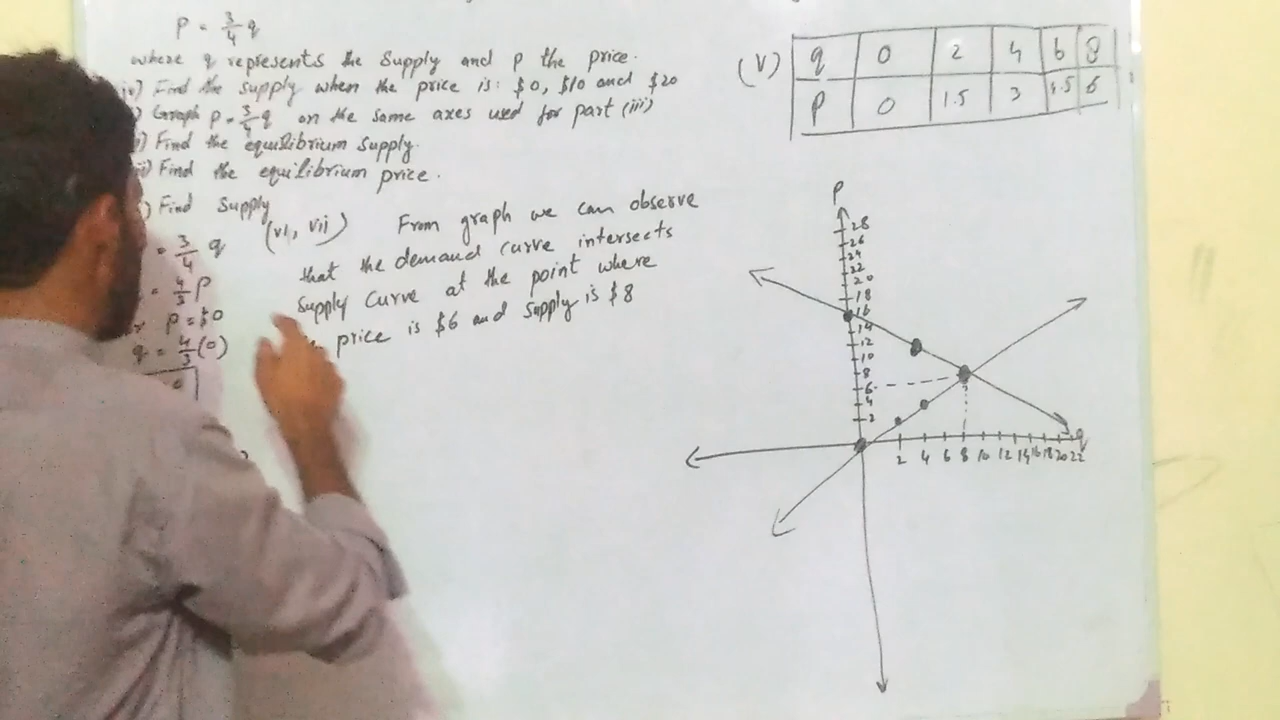 P = 3/4 q
where q represents the supply and p the price.
iv) Find the supply when the price is: $0, $10 and $20
) Graph P = 3/4 q on the same axes used for part (iii)
) Find the equilibrium supply.
ii) Find the equilibrium price.
) Find Supply
= 3/4 q
= 4/3 P
P = $0
q = 4/3 (0)
(vi, vii) From graph we can observe
that the demand curve intersects
Supply Curve at the point where
price is $6 and supply is $8
(V)
q 0 2 4 6 8
P 0 1.5 3 6
P
28
26
24
22
20
18
16
14
12
10
8
6
4
2
2 4 6 8 10 12 14 16 18 20 22
q